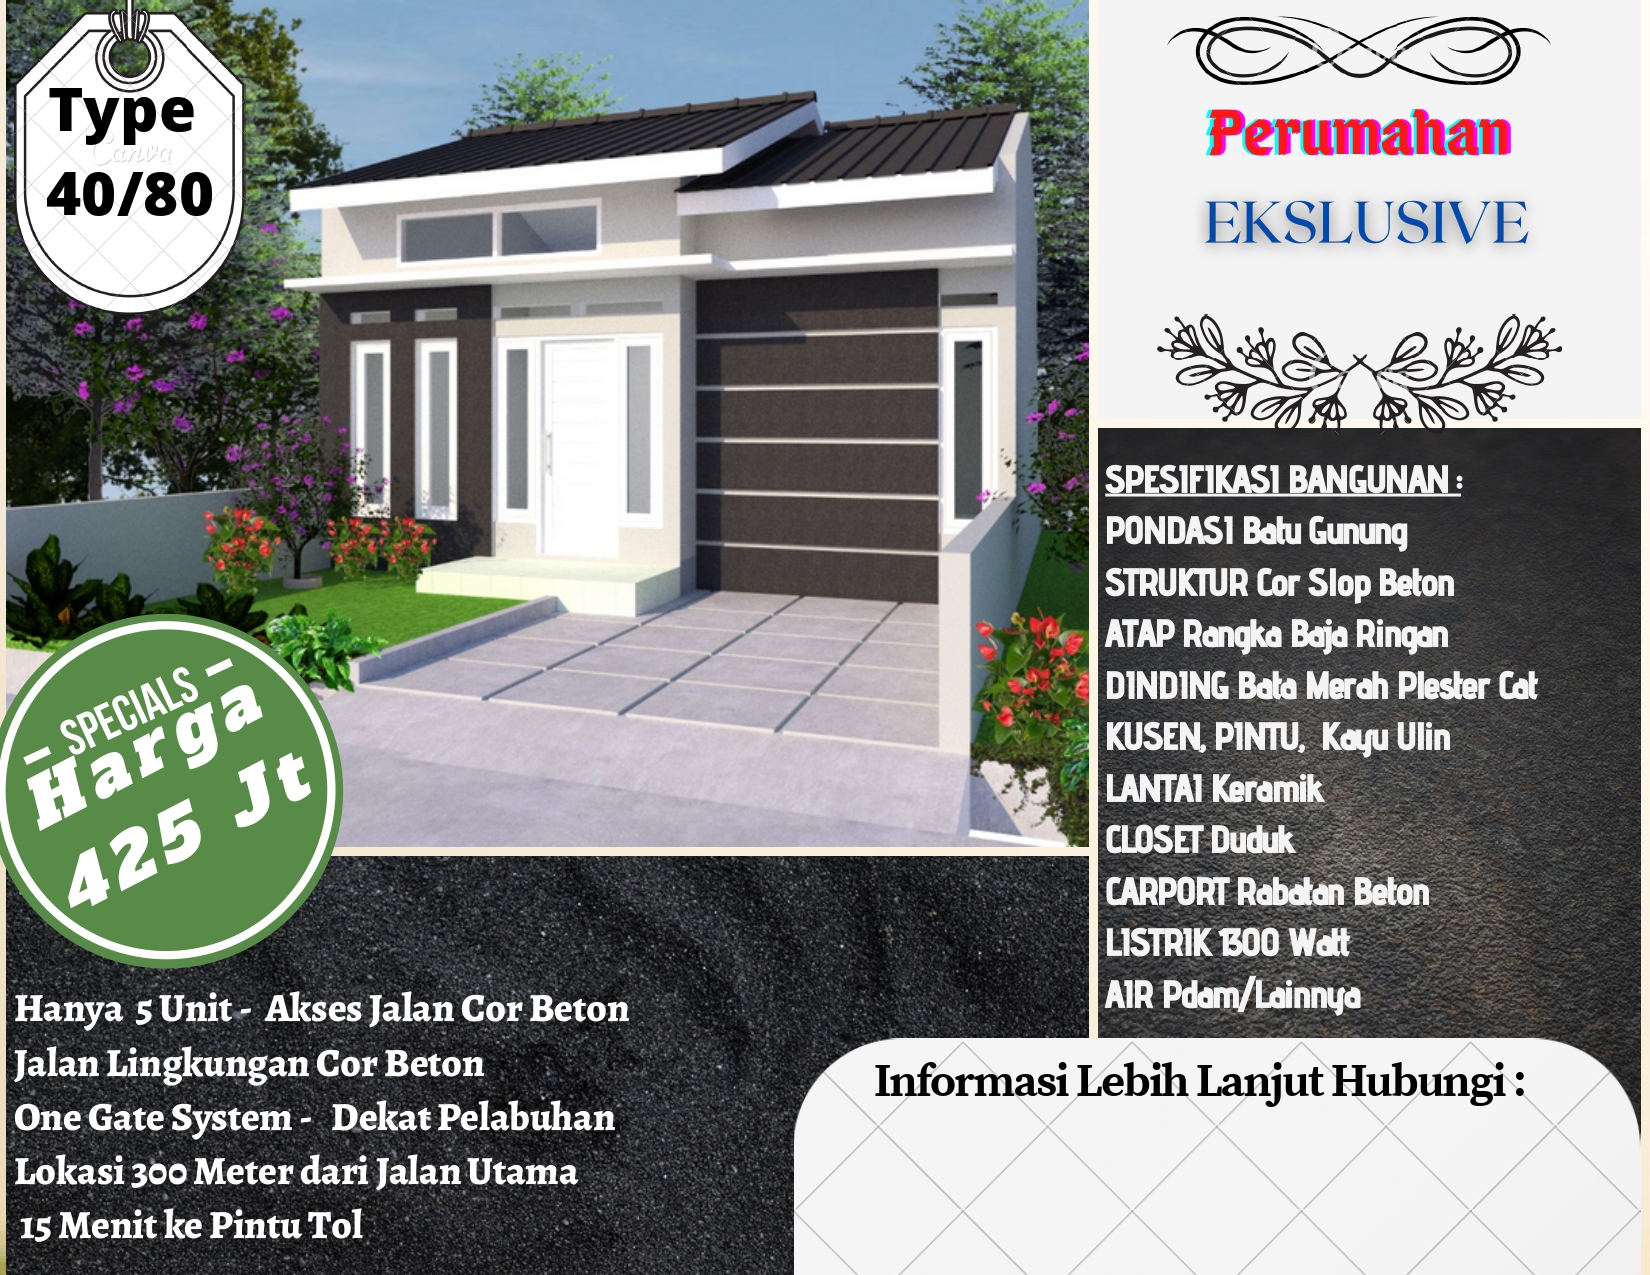 Type
Canva
40/80
Perumahan
EKSLUSIVE
SPESIFIKASI BANGUNAN :
PONDASI Batu Gunung
STRUKTUR Cor Slop Beton
ATAP Rangka Baja Ringan
DINDING Bata Merah Plester Cat
KUSEN, PINTU, Kayu Ulin
LANTAI Keramik
CLOSET Duduk
CARPORT Rabatan Beton
LISTRIK 1300 Watt
AIR Pdam/Lainnya
- SPECIALS -
Harga
425 Jt
Hanya 5 Unit - Akses Jalan Cor Beton
Jalan Lingkungan Cor Beton
One Gate System - Dekat Pelabuhan
Lokasi 300 Meter dari Jalan Utama
15 Menit ke Pintu Tol
Informasi Lebih Lanjut Hubungi :